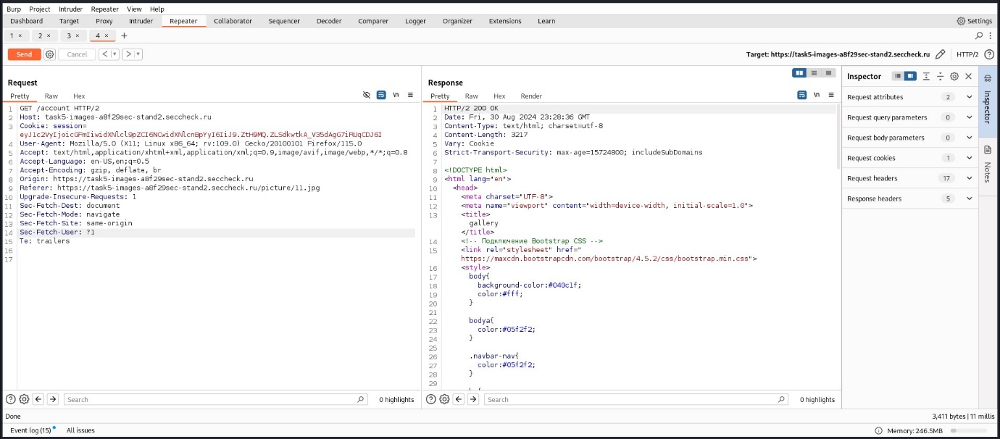 Burp Project Intruder Repeater View Help
Dashboard Target Proxy Intruder Repeater Collaborator Sequencer Decoder Comparer Logger Organizer Extensions Learn Settings
1 × 2 × 3 × 4 × +
Send Cancel < > Target: https://task5-images-a8f29sec-stand2.seccheck.ru HTTP/2
Request
Pretty Raw Hex \n
1 GET /account HTTP/2
2 Host: task5-images-a8f29sec-stand2.seccheck.ru
3 Cookie: session=
eyJ1c2VyIjoicGFmIiwidXNlcl9pZCI6NCwidXNlcnBpYyI6IiJ9.ZtH9MQ.ZLSdkwtkA_V35dAgG7iRUqCDJ6I
4 User-Agent: Mozilla/5.0 (X11; Linux x86_64; rv:109.0) Gecko/20100101 Firefox/115.0
5 Accept: text/html,application/xhtml+xml,application/xml;q=0.9,image/avif,image/webp,*/*;q=0.8
6 Accept-Language: en-US,en;q=0.5
7 Accept-Encoding: gzip, deflate, br
8 Origin: https://task5-images-a8f29sec-stand2.seccheck.ru
9 Referer: https://task5-images-a8f29sec-stand2.seccheck.ru/picture/11.jpg
10 Upgrade-Insecure-Requests: 1
11 Sec-Fetch-Dest: document
12 Sec-Fetch-Mode: navigate
13 Sec-Fetch-Site: same-origin
14 Sec-Fetch-User: ?1
15 Te: trailers
16
17
Search 0 highlights
Response
Pretty Raw Hex Render \n
1 HTTP/2 200 OK
2 Date: Fri, 30 Aug 2024 23:28:36 GMT
3 Content-Type: text/html; charset=utf-8
4 Content-Length: 3217
5 Vary: Cookie
6 Strict-Transport-Security: max-age=15724800; includeSubDomains
7
8 <!DOCTYPE html>
9 <html lang="en">
10 <head>
11 <meta charset="UTF-8">
12 <meta name="viewport" content="width=device-width, initial-scale=1.0">
13 <title>
gallery
</title>
14 <!-- Подключение Bootstrap CSS -->
15 <link rel="stylesheet" href="
https://maxcdn.bootstrapcdn.com/bootstrap/4.5.2/css/bootstrap.min.css">
16 <style>
17 body{
18 background-color:#040c1f;
19 color:#fff;
20 }
21
22 bodya{
23 color:#05f2f2;
24 }
25
26 .navbar-nav{
27 color:#05f2f2;
28 }
29
Search 0 highlights
Inspector
Request attributes 2
Request query parameters 0
Request body parameters 0
Request cookies 1
Request headers 17
Response headers 5
Inspector
Notes
Done 3,411 bytes | 11 millis
Event log (15) All issues Memory: 246.5MB